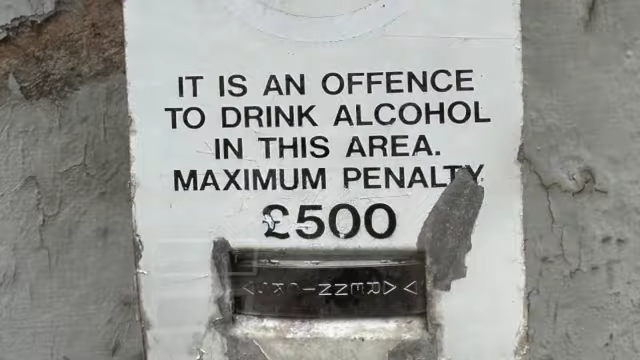 IT IS AN OFFENCE
TO DRINK ALCOHOL
IN THIS AREA.
MAXIMUM PENALTY
£500